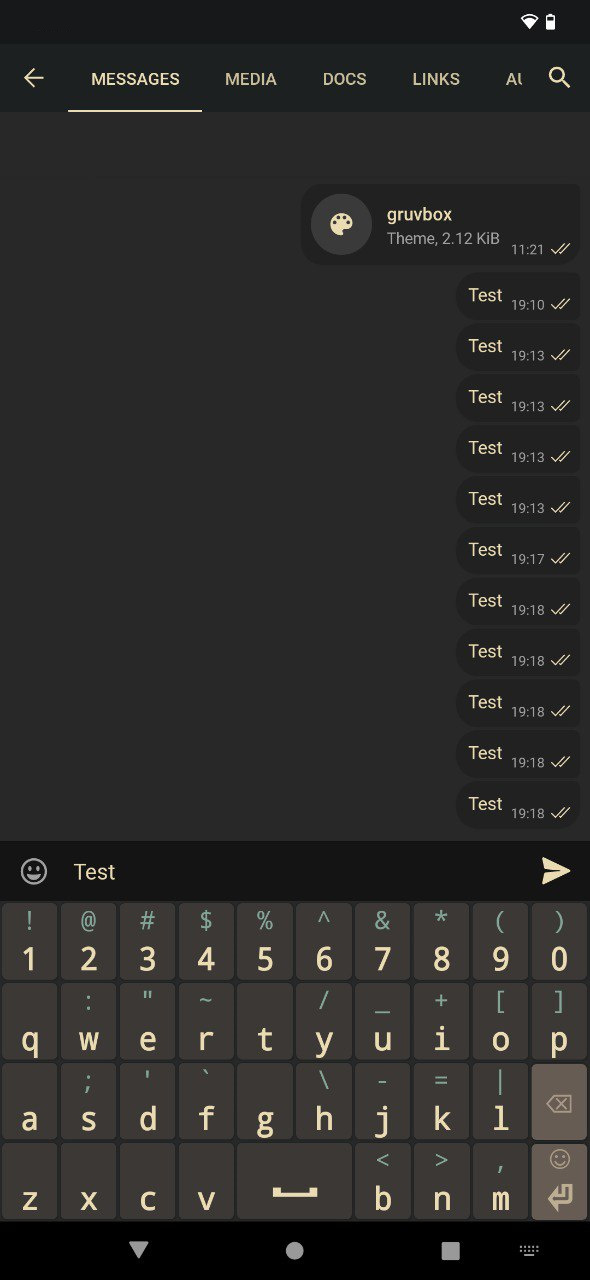 MESSAGES MEDIA DOCS LINKS AU
gruvbox
Theme, 2.12 KiB 11:21
Test 19:10
Test 19:13
Test 19:13
Test 19:13
Test 19:13
Test 19:17
Test 19:18
Test 19:18
Test 19:18
Test 19:18
Test 19:18
Test
! @ # $ % ^ & * ( )
1 2 3 4 5 6 7 8 9 0
: " ~ / _ + [ ]
q w e r t y u i o p
; ' ` \ - = |
a s d f g h j k l
< > ,
z x c v b n m